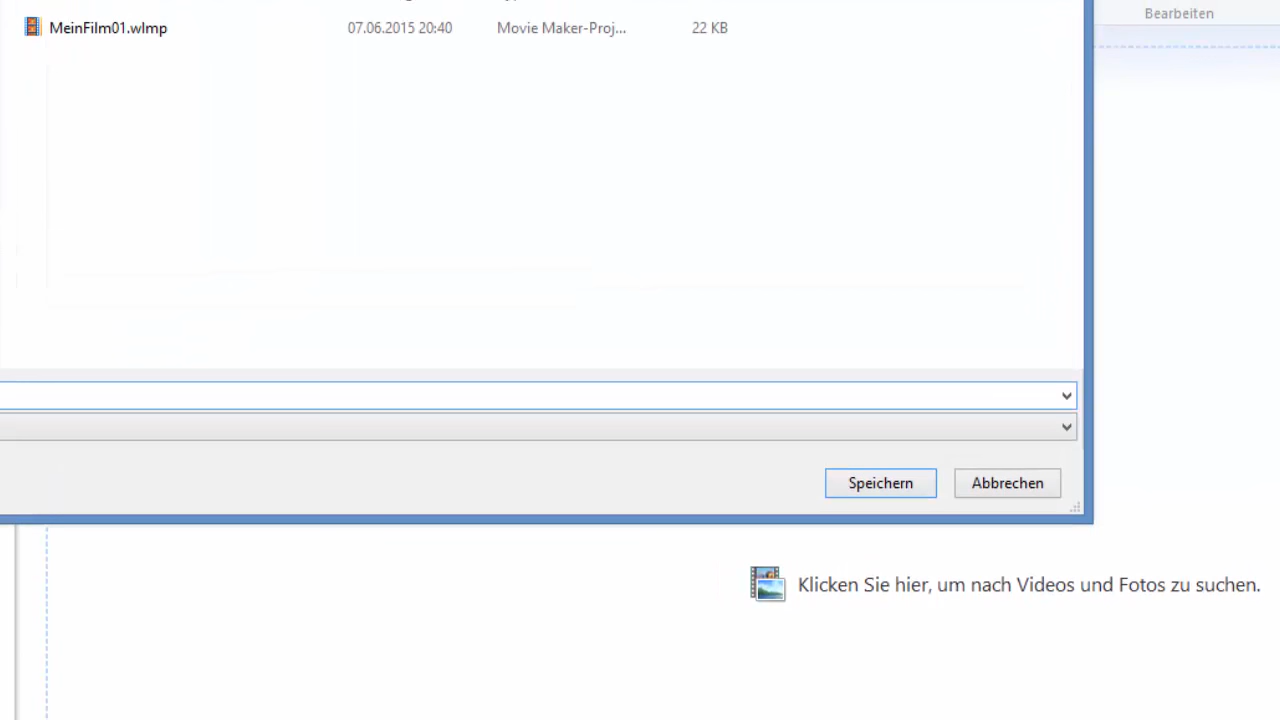 Bearbeiten
MeinFilm01.wlmp 07.06.2015 20:40 Movie Maker-Proj... 22 KB
Speichern Abbrechen
Klicken Sie hier, um nach Videos und Fotos zu suchen.